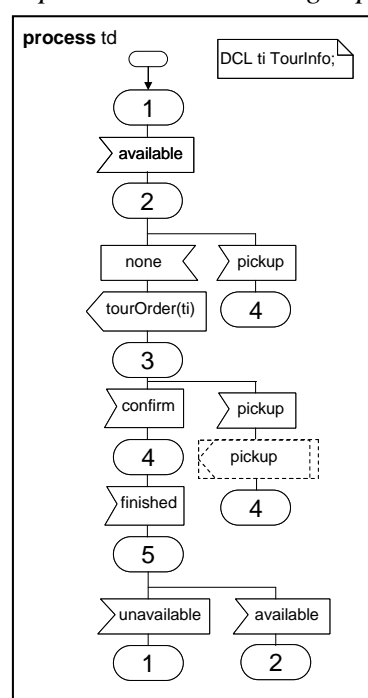 process td
DCL ti TourInfo;
1
available
2
none pickup
tourOrder(ti) 4
3
confirm pickup
4 pickup
finished 4
5
unavailable available
1 2